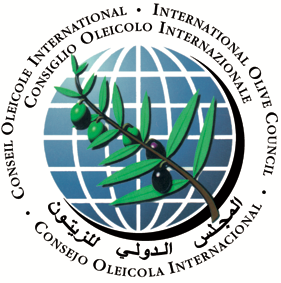 CONSEIL OLEICOLE INTERNATIONAL • INTERNATIONAL OLIVE COUNCIL •
CONSIGLIO OLEICOLO INTERNAZIONALE
المجلس الدولي للزيتون
• CONSEJO OLEICOLA INTERNACIONAL